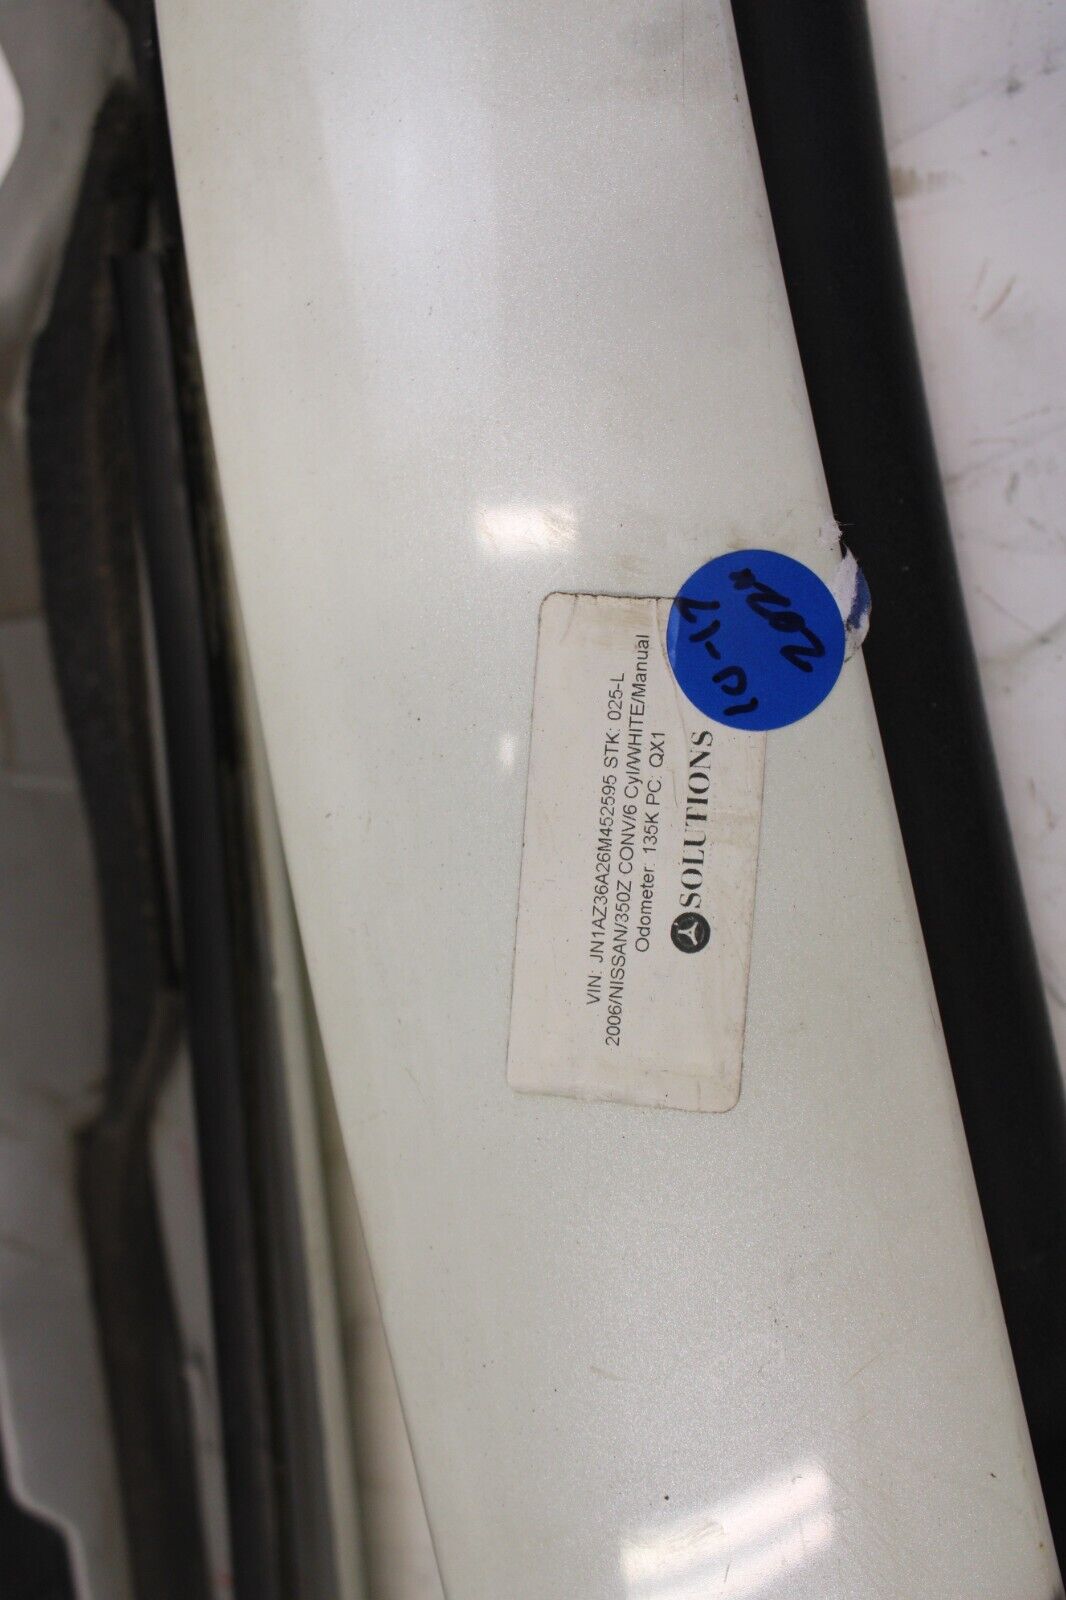 VIN: JN1AZ36A26M452595 STK: 025-L
2006/NISSAN/350Z CONV/6 Cyl/WHITE/Manual
Odometer: 135K PC: QX1
SOLUTIONS
10-17